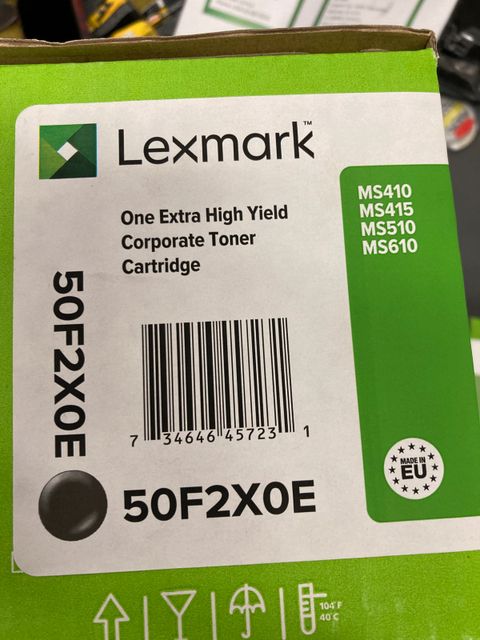 Lexmark™
One Extra High Yield
Corporate Toner
Cartridge
MS410
MS415
MS510
MS610
50F2X0E
7 34646 45723 1
50F2X0E
MADE IN
EU
104°F
40°C